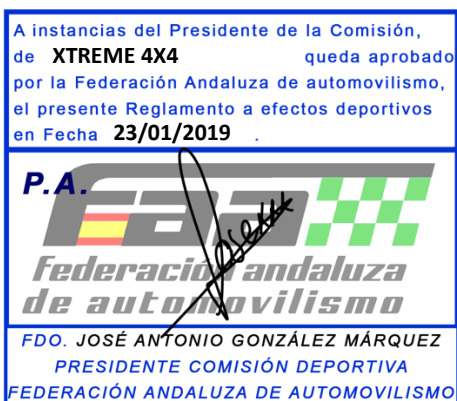 A instancias del Presidente de la Comisión,
de XTREME 4X4 queda aprobado
por la Federación Andaluza de automovilismo,
el presente Reglamento a efectos deportivos
en Fecha 23/01/2019 .
P.A.
FAA
federación andaluza
de automovilismo
FDO. JOSÉ ANTONIO GONZÁLEZ MÁRQUEZ
PRESIDENTE COMISIÓN DEPORTIVA
FEDERACIÓN ANDALUZA DE AUTOMOVILISMO